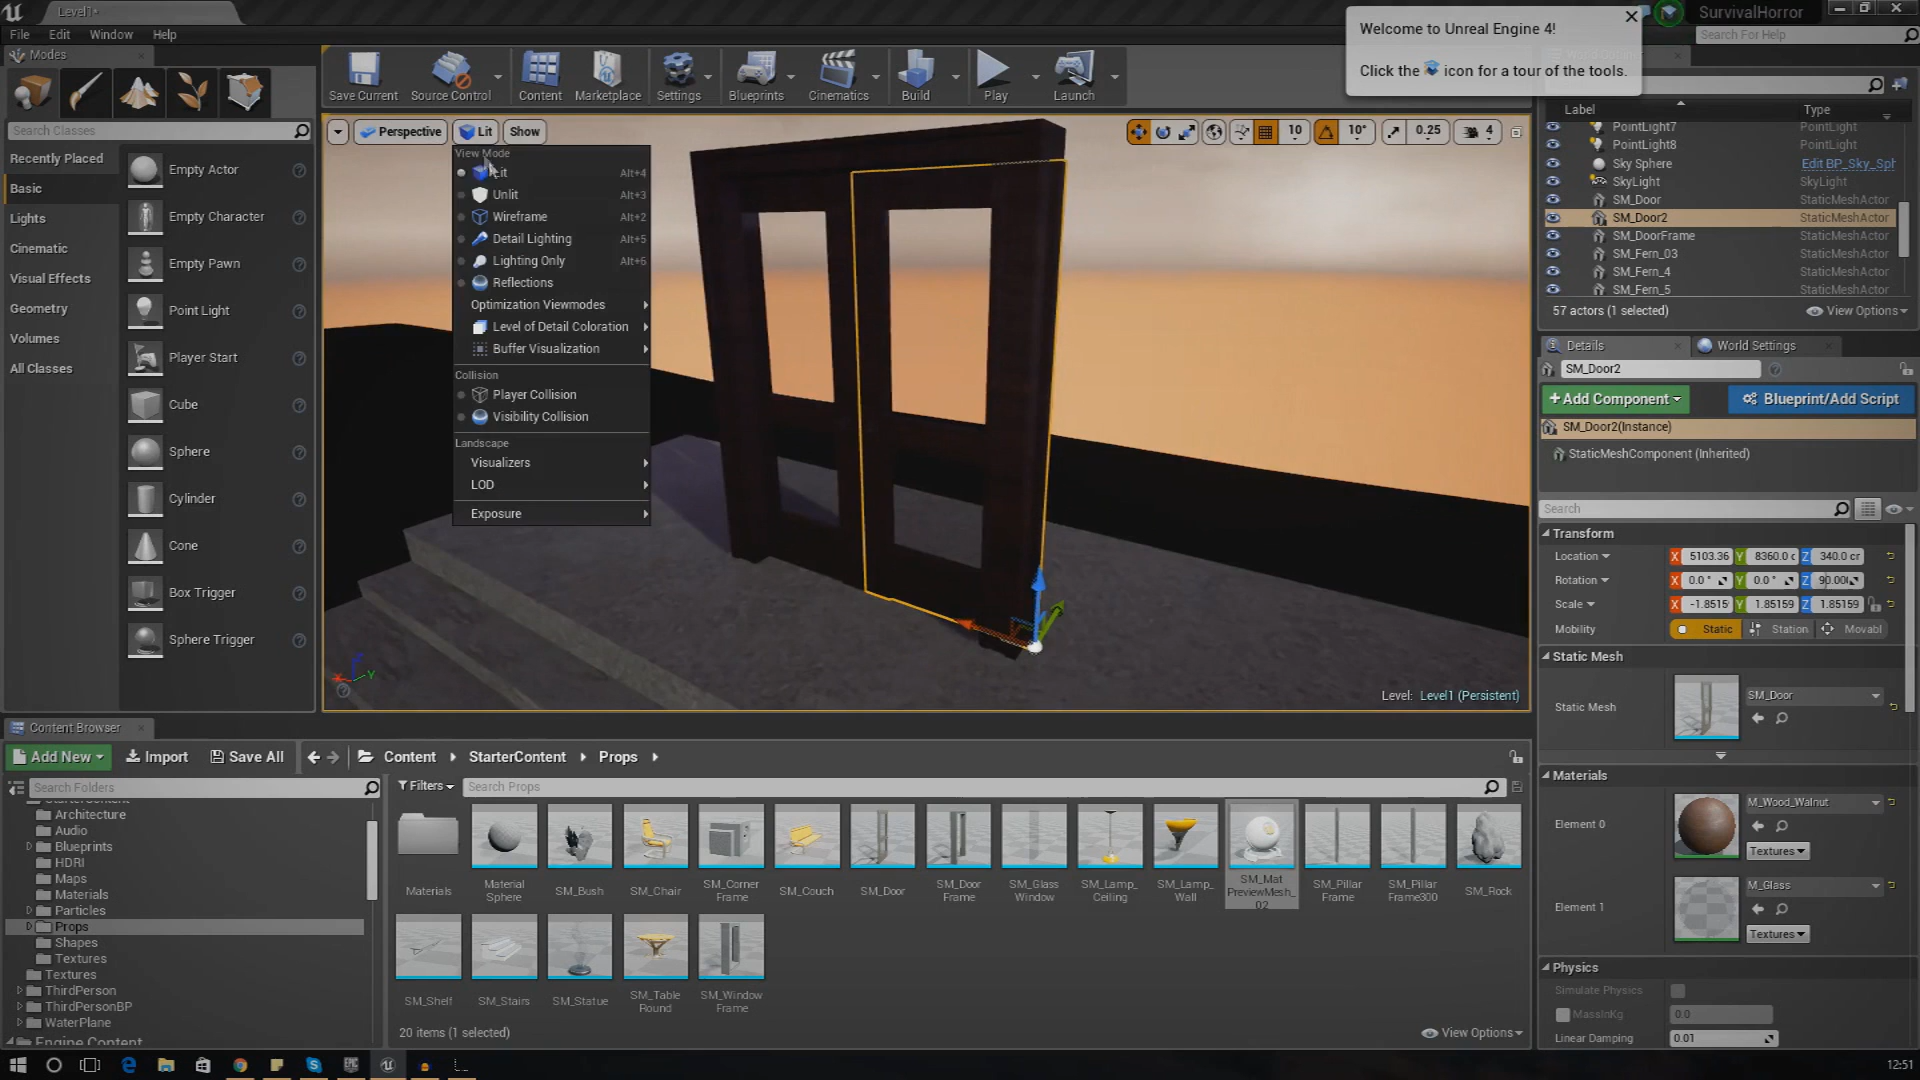 Level1*
SurvivalHorror
File Edit Window Help
Search For Help
Welcome to Unreal Engine 4!
Click the icon for a tour of the tools.
Modes
Save Current
Source Control
Content
Marketplace
Settings
Blueprints
Cinematics
Build
Play
Launch
Search Classes
Recently Placed
Basic
Lights
Cinematic
Visual Effects
Geometry
Volumes
All Classes
Empty Actor
Empty Character
Empty Pawn
Point Light
Player Start
Cube
Sphere
Cylinder
Cone
Box Trigger
Sphere Trigger
Perspective
Lit
Show
10
10°
0.25
4
View Mode
Lit Alt+4
Unlit Alt+3
Wireframe Alt+2
Detail Lighting Alt+5
Lighting Only Alt+6
Reflections
Optimization Viewmodes
Level of Detail Coloration
Buffer Visualization
Collision
Player Collision
Visibility Collision
Landscape
Visualizers
LOD
Exposure
Level: Level1 (Persistent)
Label Type
PointLight7 PointLight
PointLight8 PointLight
Sky Sphere Edit BP_Sky_Sph
SkyLight SkyLight
SM_Door StaticMeshActor
SM_Door2 StaticMeshActor
SM_DoorFrame StaticMeshActor
SM_Fern_03 StaticMeshActor
SM_Fern_4 StaticMeshActor
SM_Fern_5 StaticMeshActor
57 actors (1 selected)
View Options
Details
World Settings
SM_Door2
+Add Component
Blueprint/Add Script
SM_Door2(Instance)
StaticMeshComponent (Inherited)
Search
Transform
Location X 5103.36 Y 8360.0 c Z 340.0 cr
Rotation X 0.0 ° Y 0.0 ° Z 90.00
Scale X -1.8515 Y 1.85159 Z 1.85159
Mobility Static Station Movabl
Static Mesh
Static Mesh
SM_Door
Materials
Element 0
M_Wood_Walnut
Textures
Element 1
M_Glass
Textures
Physics
Simulate Physics
MassInKg 0.0
Linear Damping 0.01
Content Browser
Add New
Import
Save All
Content StarterContent Props
Search Folders
Filters
Search Props
StarterContent
Architecture
Audio
Blueprints
HDRI
Maps
Materials
Particles
Props
Shapes
Textures
Textures
ThirdPerson
ThirdPersonBP
WaterPlane
Engine Content
Materials
Material Sphere
SM_Bush
SM_Chair
SM_Corner Frame
SM_Couch
SM_Door
SM_Door Frame
SM_Glass Window
SM_Lamp_ Ceiling
SM_Lamp_ Wall
SM_Mat PreviewMesh_ 02
SM_Pillar Frame
SM_Pillar Frame300
SM_Rock
SM_Shelf
SM_Stairs
SM_Statue
SM_Table Round
SM_Window Frame
20 items (1 selected)
View Options
12:51